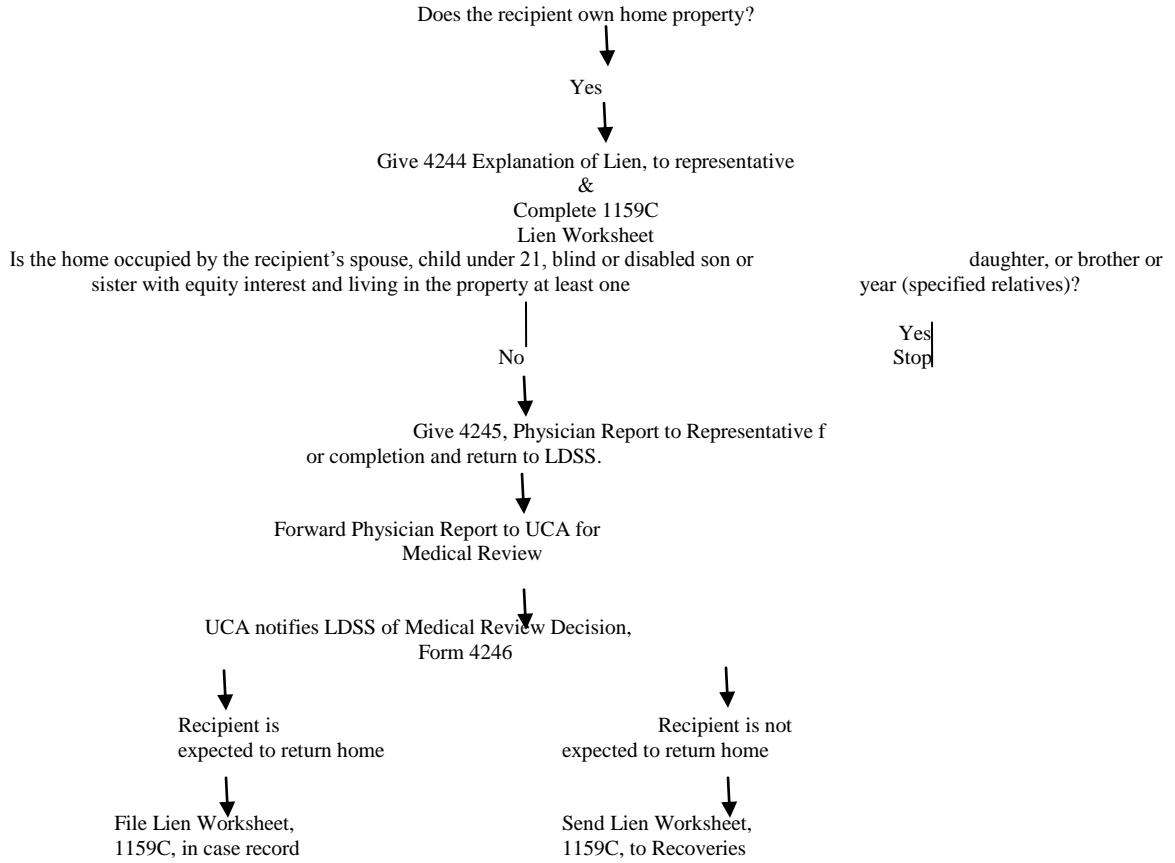 Does the recipient own home property?
Yes
Give 4244 Explanation of Lien, to representative
&
Complete 1159C
Lien Worksheet
Is the home occupied by the recipient’s spouse, child under 21, blind or disabled son or daughter, or brother or
sister with equity interest and living in the property at least one year (specified relatives)?
Yes
No Stop
Give 4245, Physician Report to Representative f
or completion and return to LDSS.
Forward Physician Report to UCA for
Medical Review
UCA notifies LDSS of Medical Review Decision,
Form 4246
Recipient is
expected to return home
Recipient is not
expected to return home
File Lien Worksheet,
1159C, in case record
Send Lien Worksheet,
1159C, to Recoveries